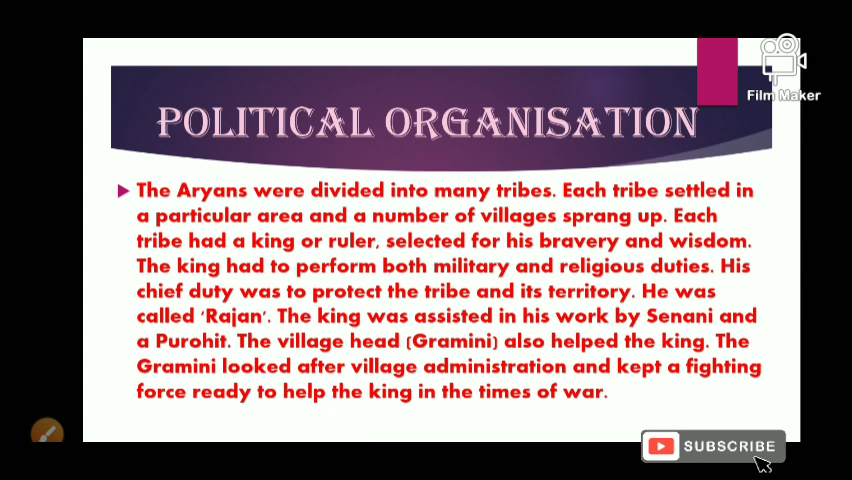 Film Maker
POLITICAL ORGANISATION
The Aryans were divided into many tribes. Each tribe settled in
a particular area and a number of villages sprang up. Each
tribe had a king or ruler, selected for his bravery and wisdom.
The king had to perform both military and religious duties. His
chief duty was to protect the tribe and its territory. He was
called ‘Rajan’. The king was assisted in his work by Senani and
a Purohit. The village head (Gramini) also helped the king. The
Gramini looked after village administration and kept a fighting
force ready to help the king in the times of war.
SUBSCRIBE